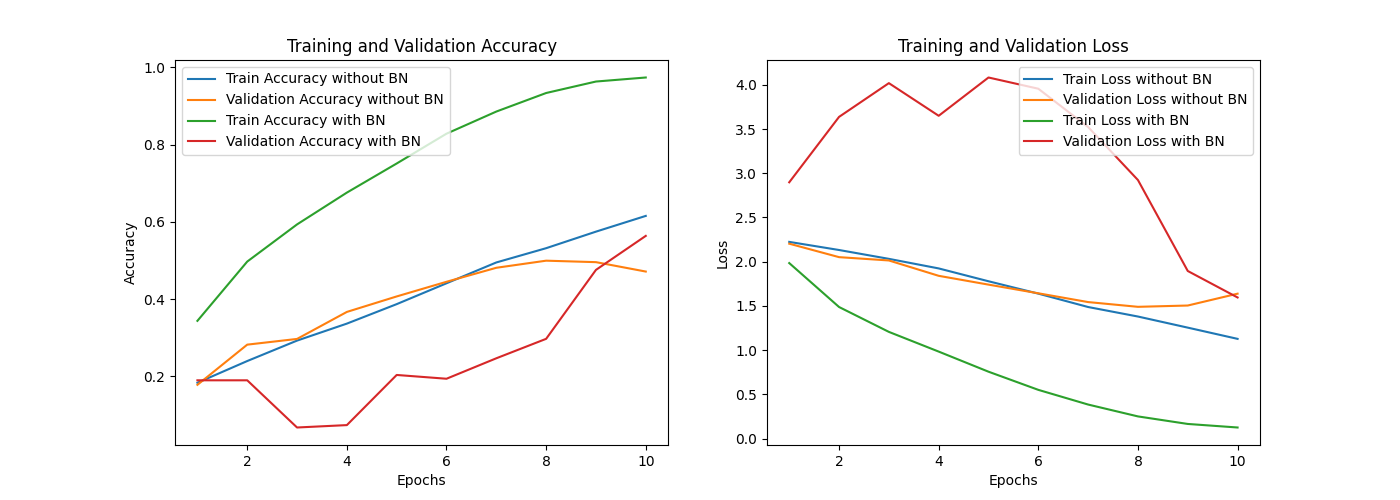 Training and Validation Accuracy
Train Accuracy without BN
Validation Accuracy without BN
Train Accuracy with BN
Validation Accuracy with BN
1.0
0.8
0.6
0.4
0.2
Accuracy
2 4 6 8 10
Epochs
Training and Validation Loss
Train Loss without BN
Validation Loss without BN
Train Loss with BN
Validation Loss with BN
4.0
3.5
3.0
2.5
2.0
1.5
1.0
0.5
0.0
Loss
2 4 6 8 10
Epochs